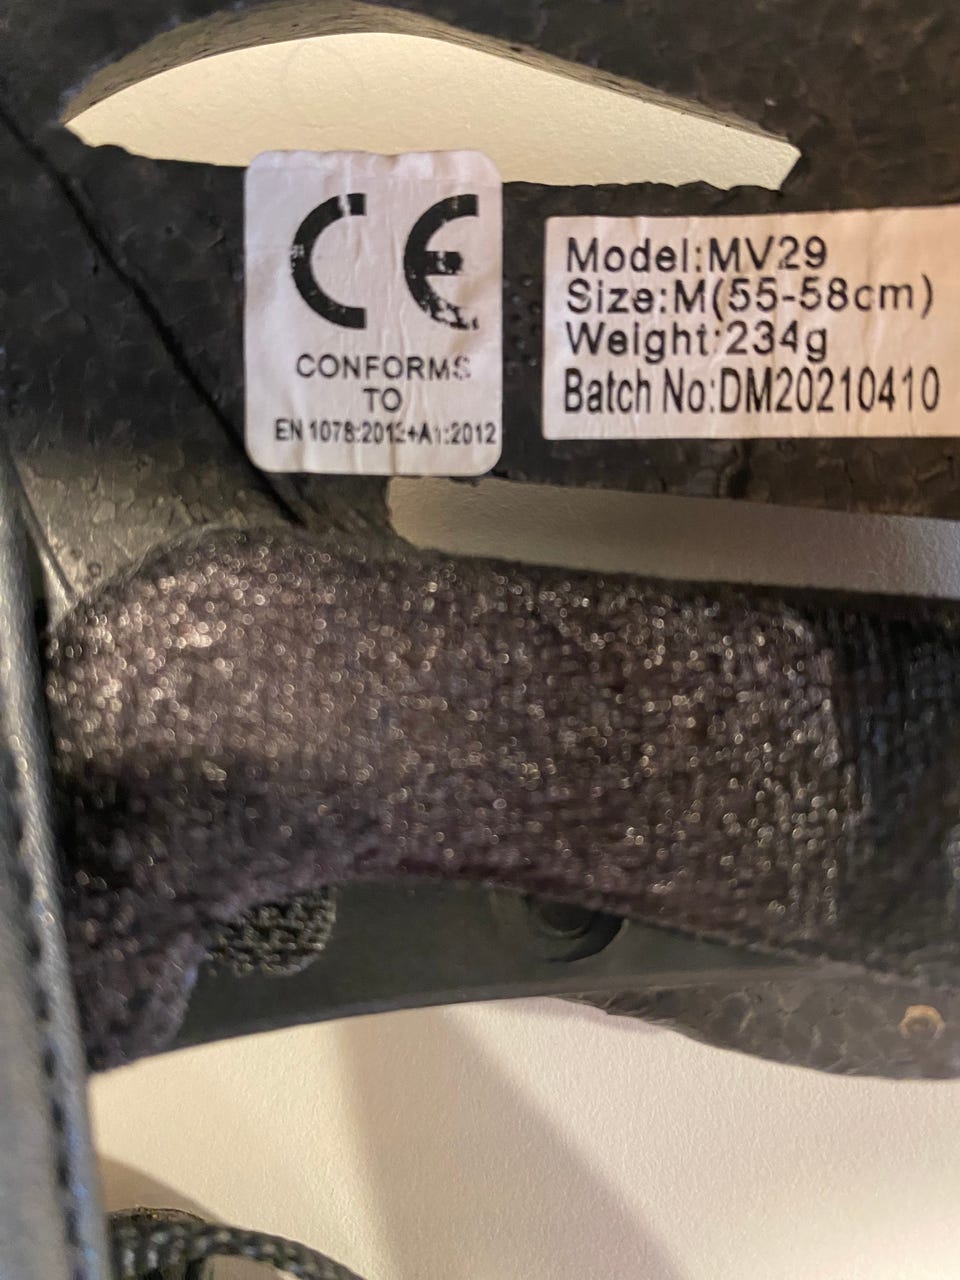 CE
CONFORMS
TO
EN 1078:2012+A1:2012
Model:MV29
Size:M(55-58cm)
Weight:234g
Batch No:DM20210410